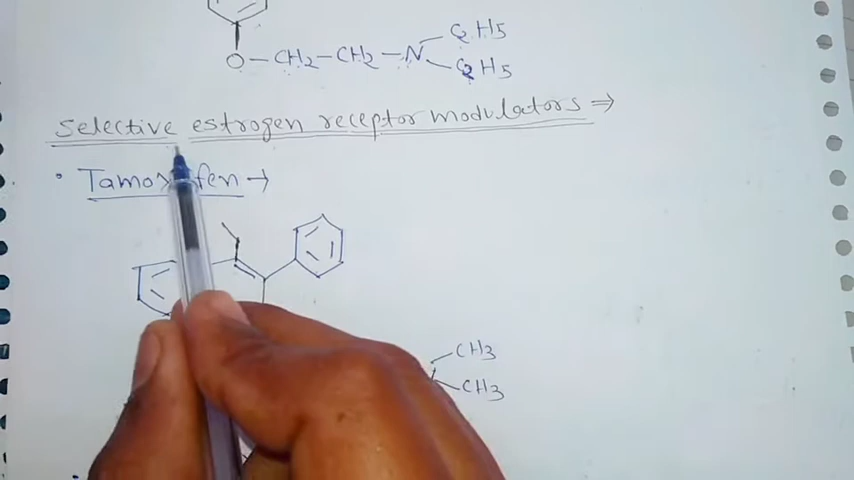 C2H5
O-CH2-CH2-N
C2H5
Selective estrogen receptor modulators ⇒
• Tamoxifen →
CH3
CH3